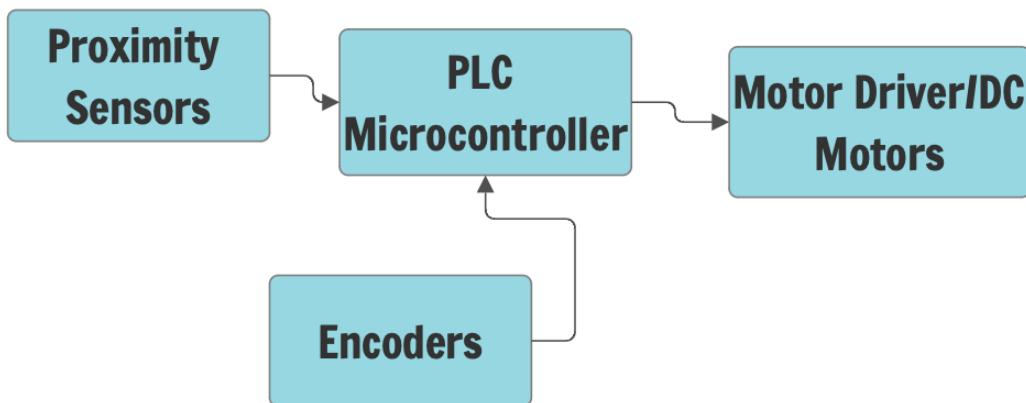 Proximity
Sensors
PLC
Microcontroller
Motor Driver/DC
Motors
Encoders